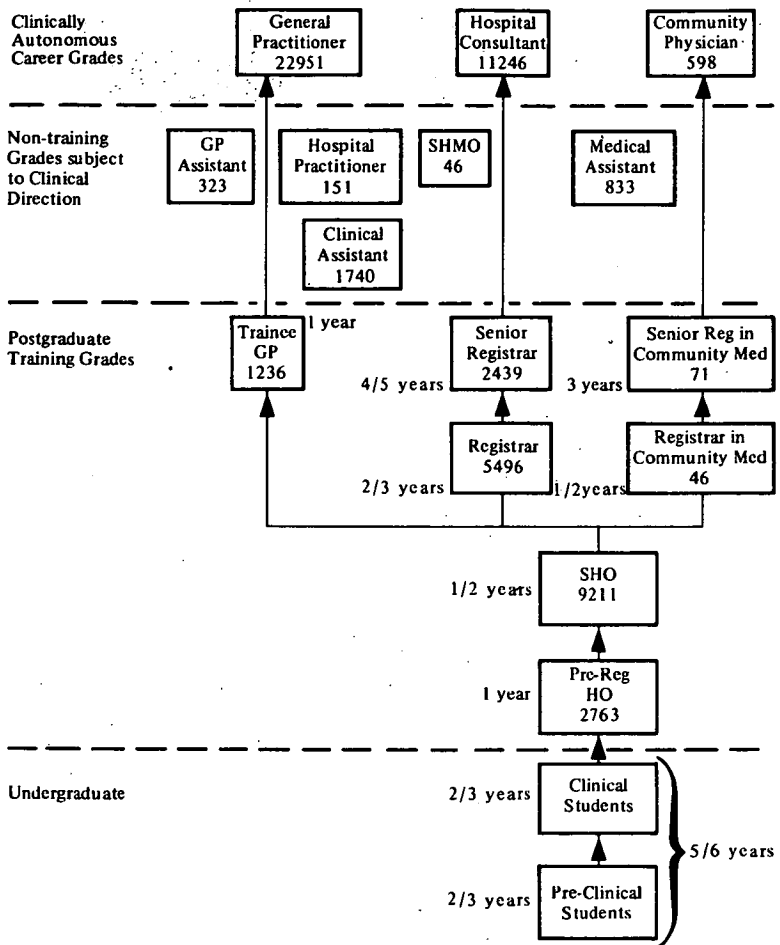 Clinically
Autonomous
Career Grades
General
Practitioner
22951
Hospital
Consultant
11246
Community
Physician
598
Non-training
Grades subject
to Clinical
Direction
GP
Assistant
323
Hospital
Practitioner
151
SHMO
46
Medical
Assistant
833
Clinical
Assistant
1740
Postgraduate
Training Grades
Trainee
GP
1236
1 year
Senior
Registrar
2439
4/5 years
Senior Reg in
Community Med
71
3 years
Registrar
5496
2/3 years
Registrar in
Community Med
46
1/2years
SHO
9211
1/2 years
Pre-Reg
HO
2763
1 year
Undergraduate
2/3 years
Clinical
Students
5/6 years
2/3 years
Pre-Clinical
Students